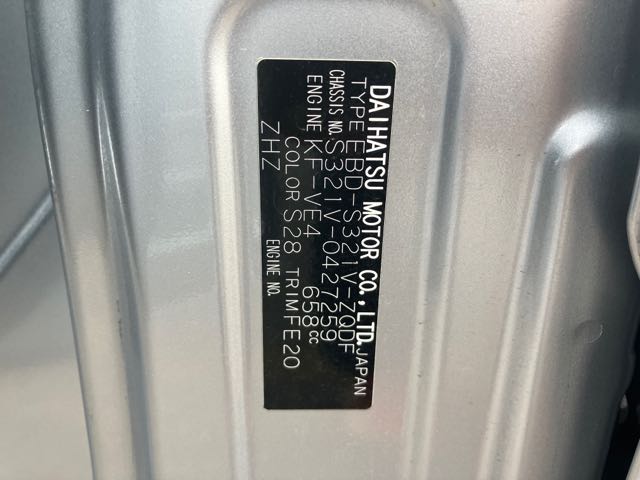 DAIHATSU MOTOR CO.,LTD.JAPAN
TYPE EBD-S321V-ZQDF
CHASSIS NO. S321V-0427259
ENGINE KF-VE4 658cc
COLOR S28 TRIM FE20
ZHZ ENGINE NO.